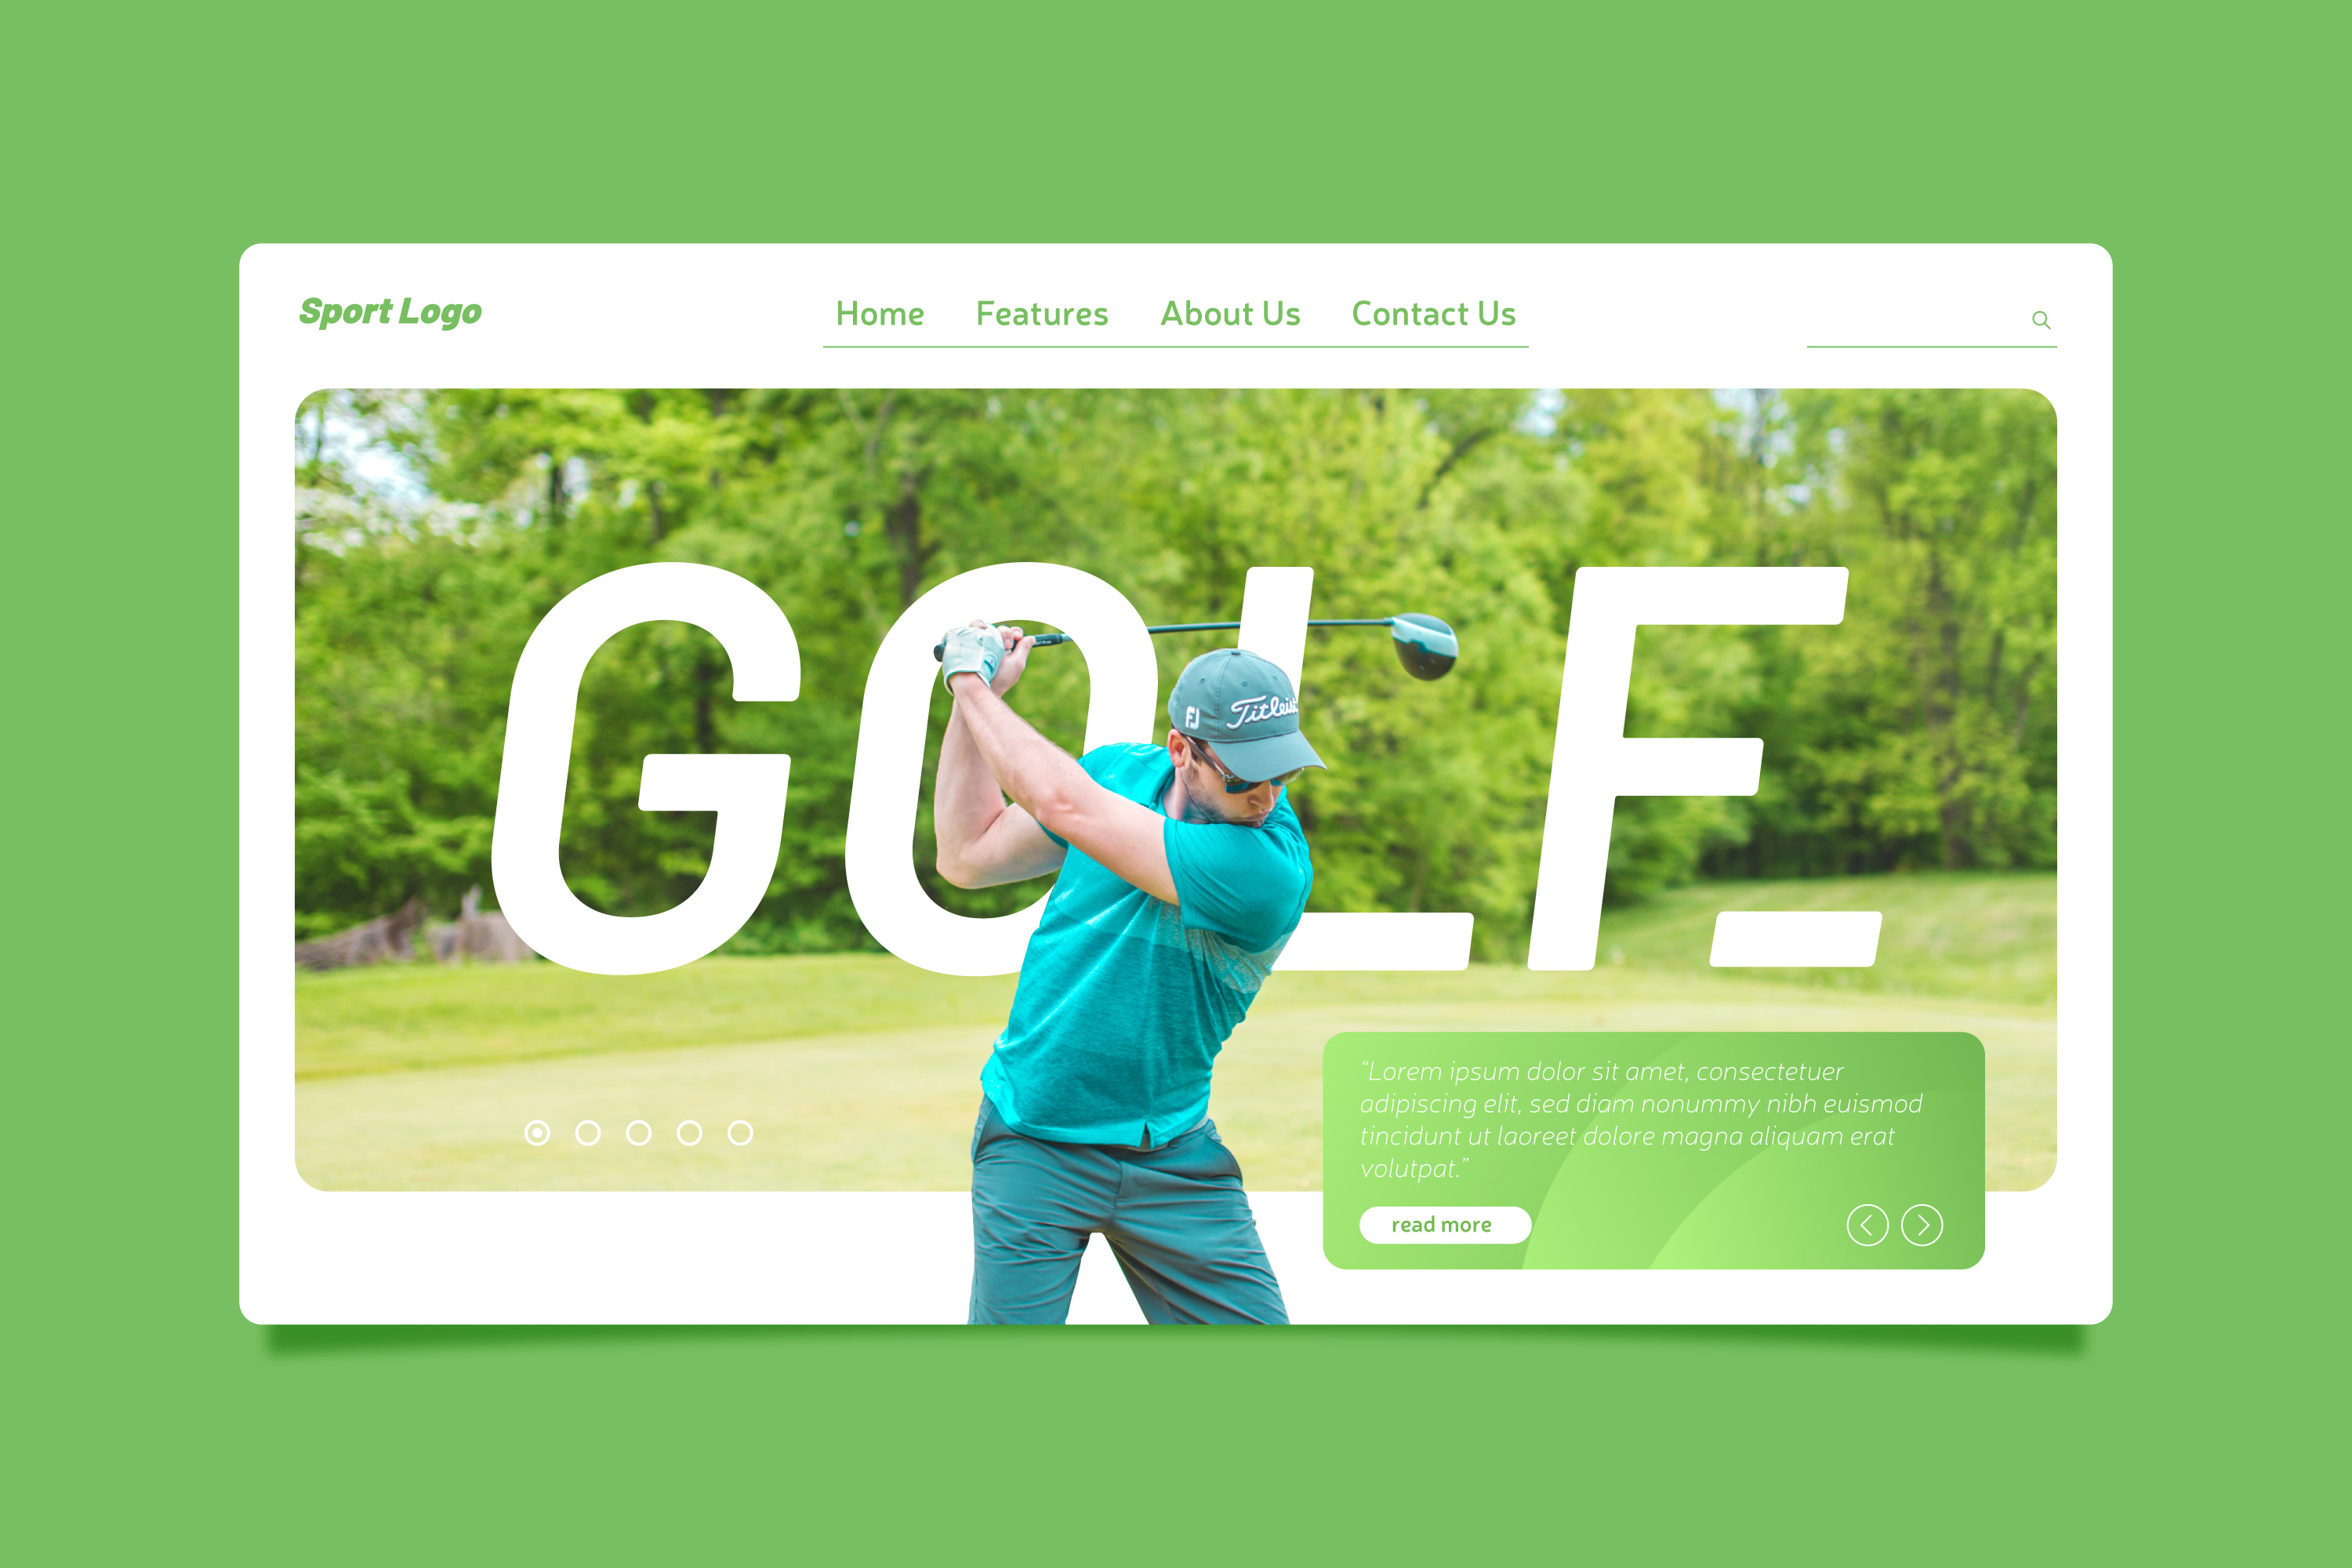 Sport Logo
Home Features About Us Contact Us
GOLF_
FJ Titleist
“Lorem ipsum dolor sit amet, consectetuer
adipiscing elit, sed diam nonummy nibh euismod
tincidunt ut laoreet dolore magna aliquam erat
volutpat.”
read more